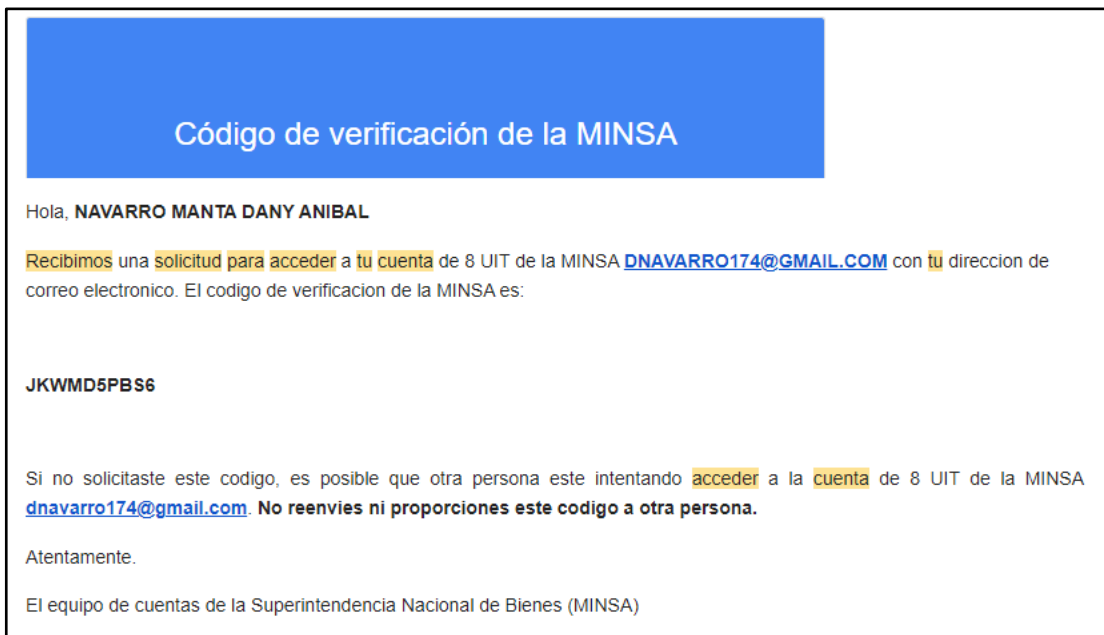 Código de verificación de la MINSA
Hola, NAVARRO MANTA DANY ANIBAL
Recibimos una solicitud para acceder a tu cuenta de 8 UIT de la MINSA DNAVARRO174@GMAIL.COM con tu direccion de
correo electronico. El codigo de verificacion de la MINSA es:
JKWMD5PBS6
Si no solicitaste este codigo, es posible que otra persona este intentando acceder a la cuenta de 8 UIT de la MINSA
dnavarro174@gmail.com. No reenvies ni proporciones este codigo a otra persona.
Atentamente.
El equipo de cuentas de la Superintendencia Nacional de Bienes (MINSA)